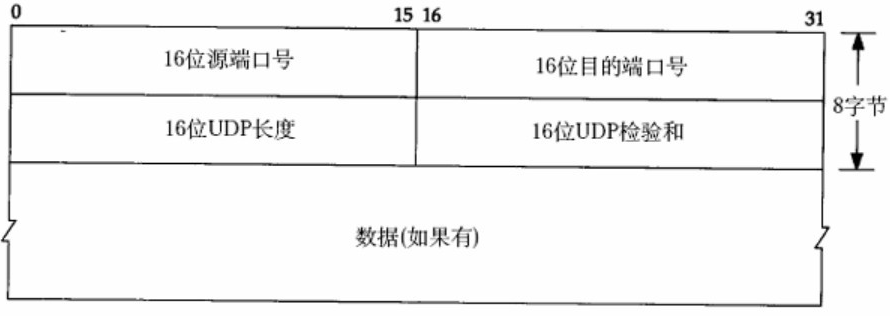 0 15 16 31
16位源端口号 16位目的端口号
8字节
16位UDP长度 16位UDP检验和
数据(如果有)